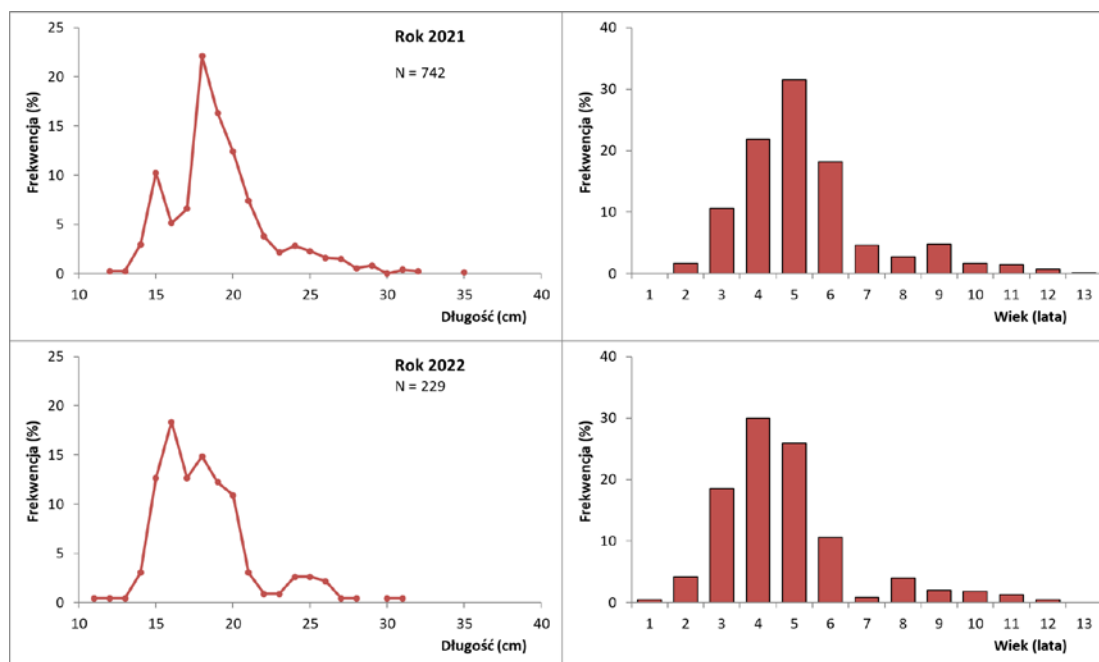 Rok 2021
N = 742
Frekwencja (%)
25
20
15
10
5
0
10 15 20 25 30 35 40
Długość (cm)
Frekwencja (%)
40
30
20
10
0
1 2 3 4 5 6 7 8 9 10 11 12 13
Wiek (lata)
Rok 2022
N = 229
Frekwencja (%)
25
20
15
10
5
0
10 15 20 25 30 35 40
Długość (cm)
Frekwencja (%)
40
30
20
10
0
1 2 3 4 5 6 7 8 9 10 11 12 13
Wiek (lata)